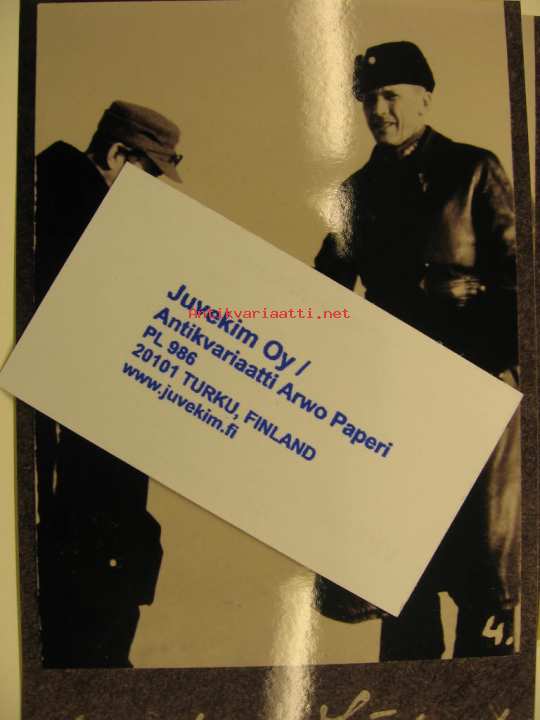 Antikvariaatti.net
Juvekim Oy /
Antikvariaatti Arwo Paperi
PL 986
20101 TURKU, FINLAND
www.juvekim.fi
4.